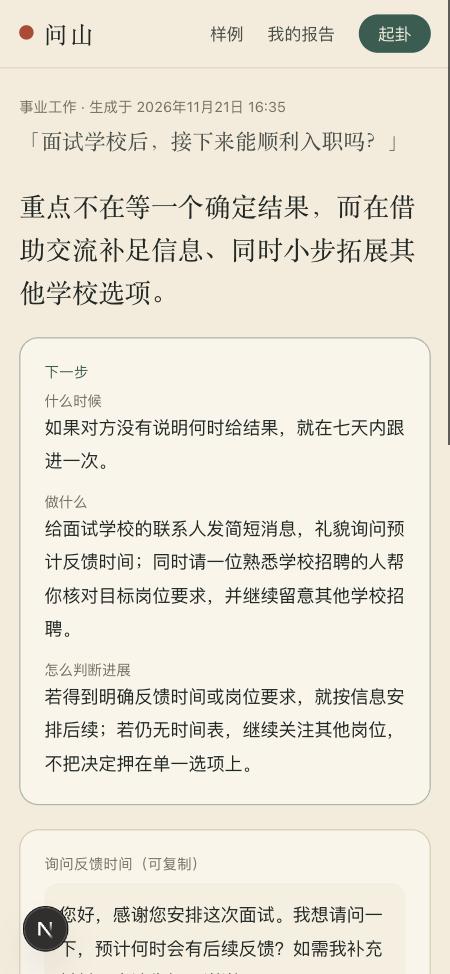 问山
样例
我的报告
起卦
事业工作 · 生成于 2026年11月21日 16:35
「面试学校后，接下来能顺利入职吗？」
重点不在等一个确定结果，而在借
助交流补足信息、同时小步拓展其
他学校选项。
下一步
什么时候
如果对方没有说明何时给结果，就在七天内跟
进一次。
做什么
给面试学校的联系人发简短消息，礼貌询问预
计反馈时间；同时请一位熟悉学校招聘的人帮
你核对目标岗位要求，并继续留意其他学校招
聘。
怎么判断进展
若得到明确反馈时间或岗位要求，就按信息安
排后续；若仍无时间表，继续关注其他岗位，
不把决定押在单一选项上。
询问反馈时间（可复制）
您好，感谢您安排这次面试。我想请问一
下，预计何时会有后续反馈？如需我补充
N